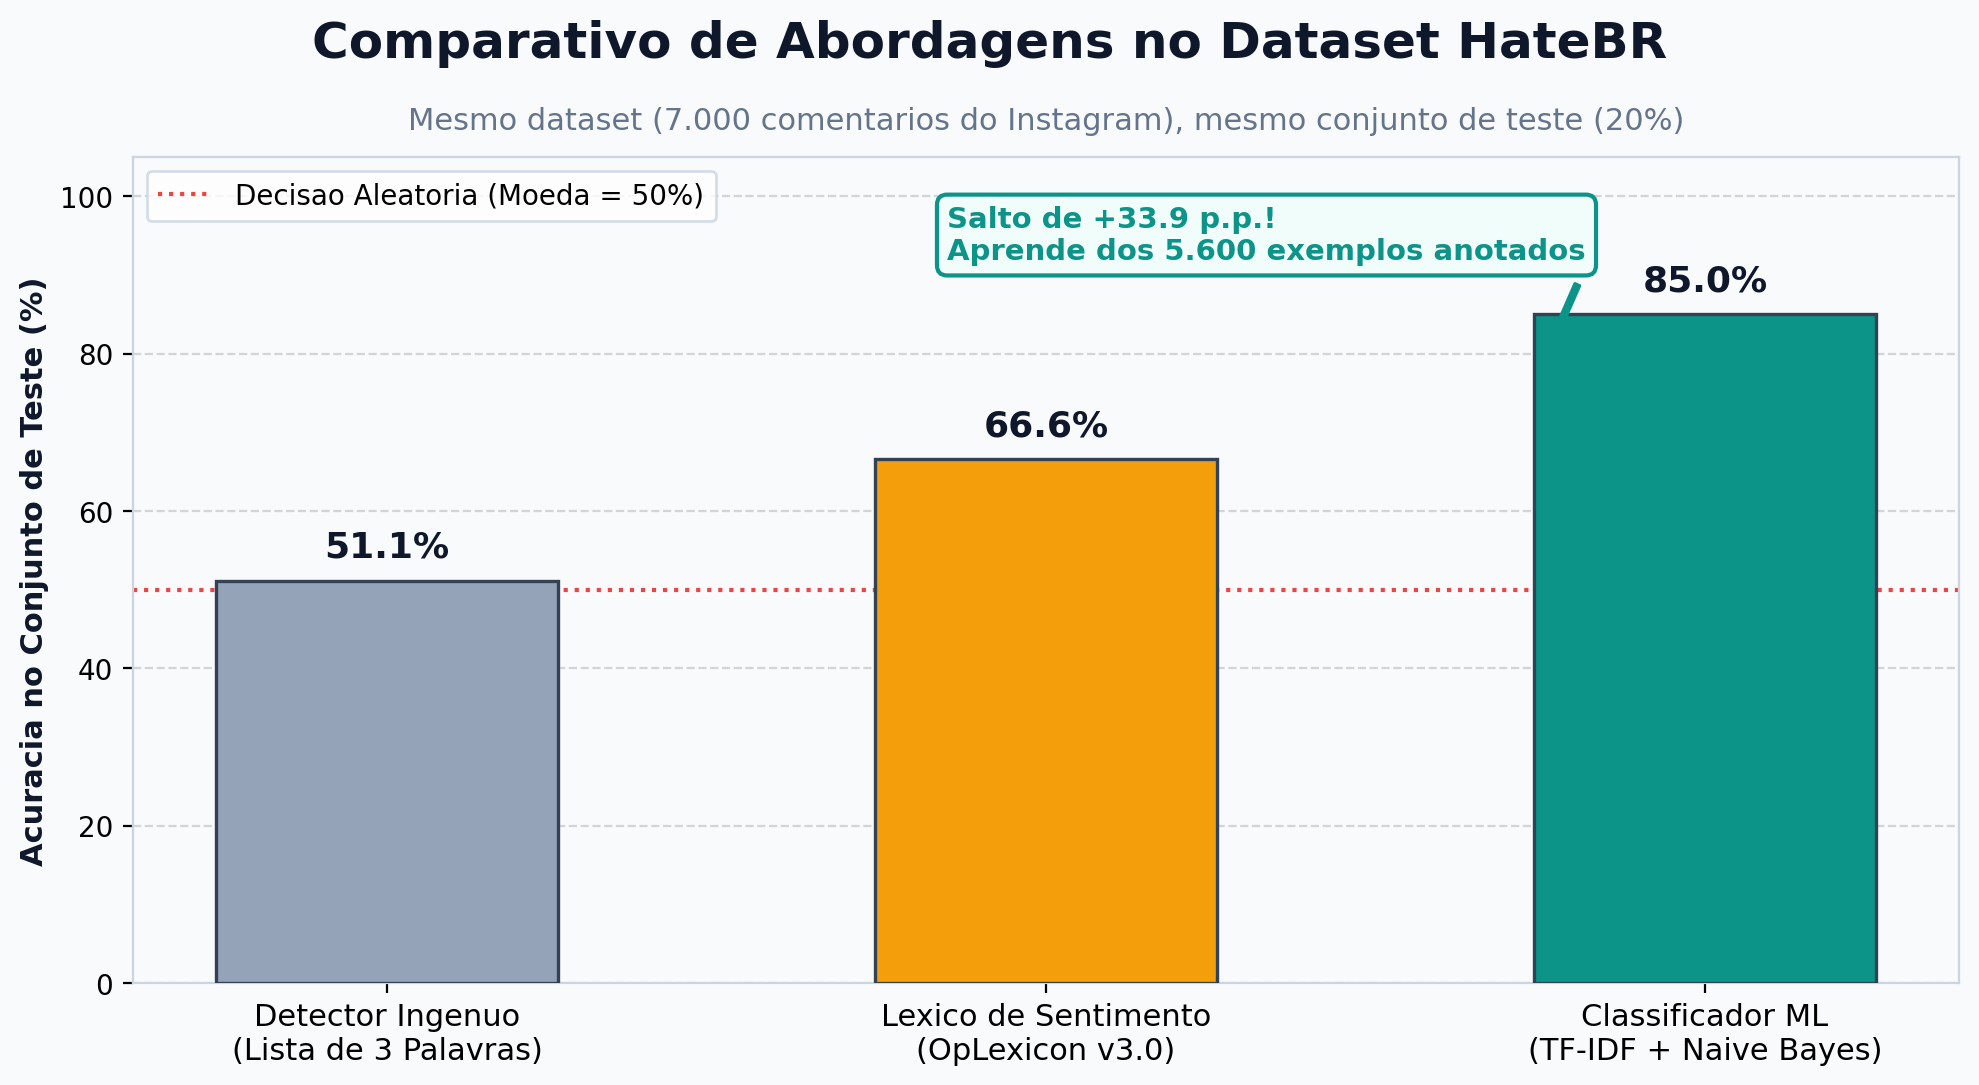 Comparativo de Abordagens no Dataset HateBR
Mesmo dataset (7.000 comentarios do Instagram), mesmo conjunto de teste (20%)
Decisao Aleatoria (Moeda = 50%)
Salto de +33.9 p.p.!
Aprende dos 5.600 exemplos anotados
Acuracia no Conjunto de Teste (%)
100
80
60
40
20
0
51.1%
66.6%
85.0%
Detector Ingenuo
(Lista de 3 Palavras)
Lexico de Sentimento
(OpLexicon v3.0)
Classificador ML
(TF-IDF + Naive Bayes)